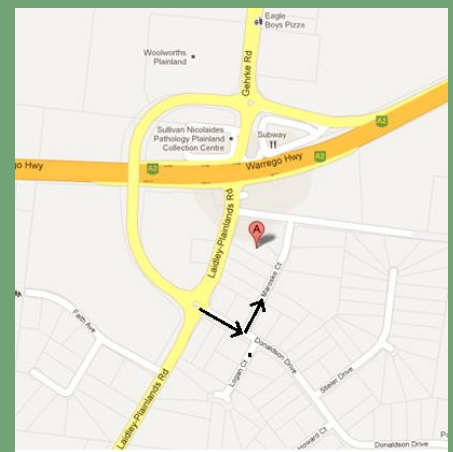 Eagle
Boys Pizza
Woolworths
Plainland
Gehrke Rd
A2
Sullivan Nicolaides
Pathology Plainland
Collection Centre
Subway
A2
A2
Warrego Hwy
go Hwy
Laidley-Plainlands Rd
A
Maroske Ct
Faith Ave
Donaldson Drive
Logan Ct
Steler Drive
Laidley-Plainlands Rd
Howard Ct
Donaldson Drive